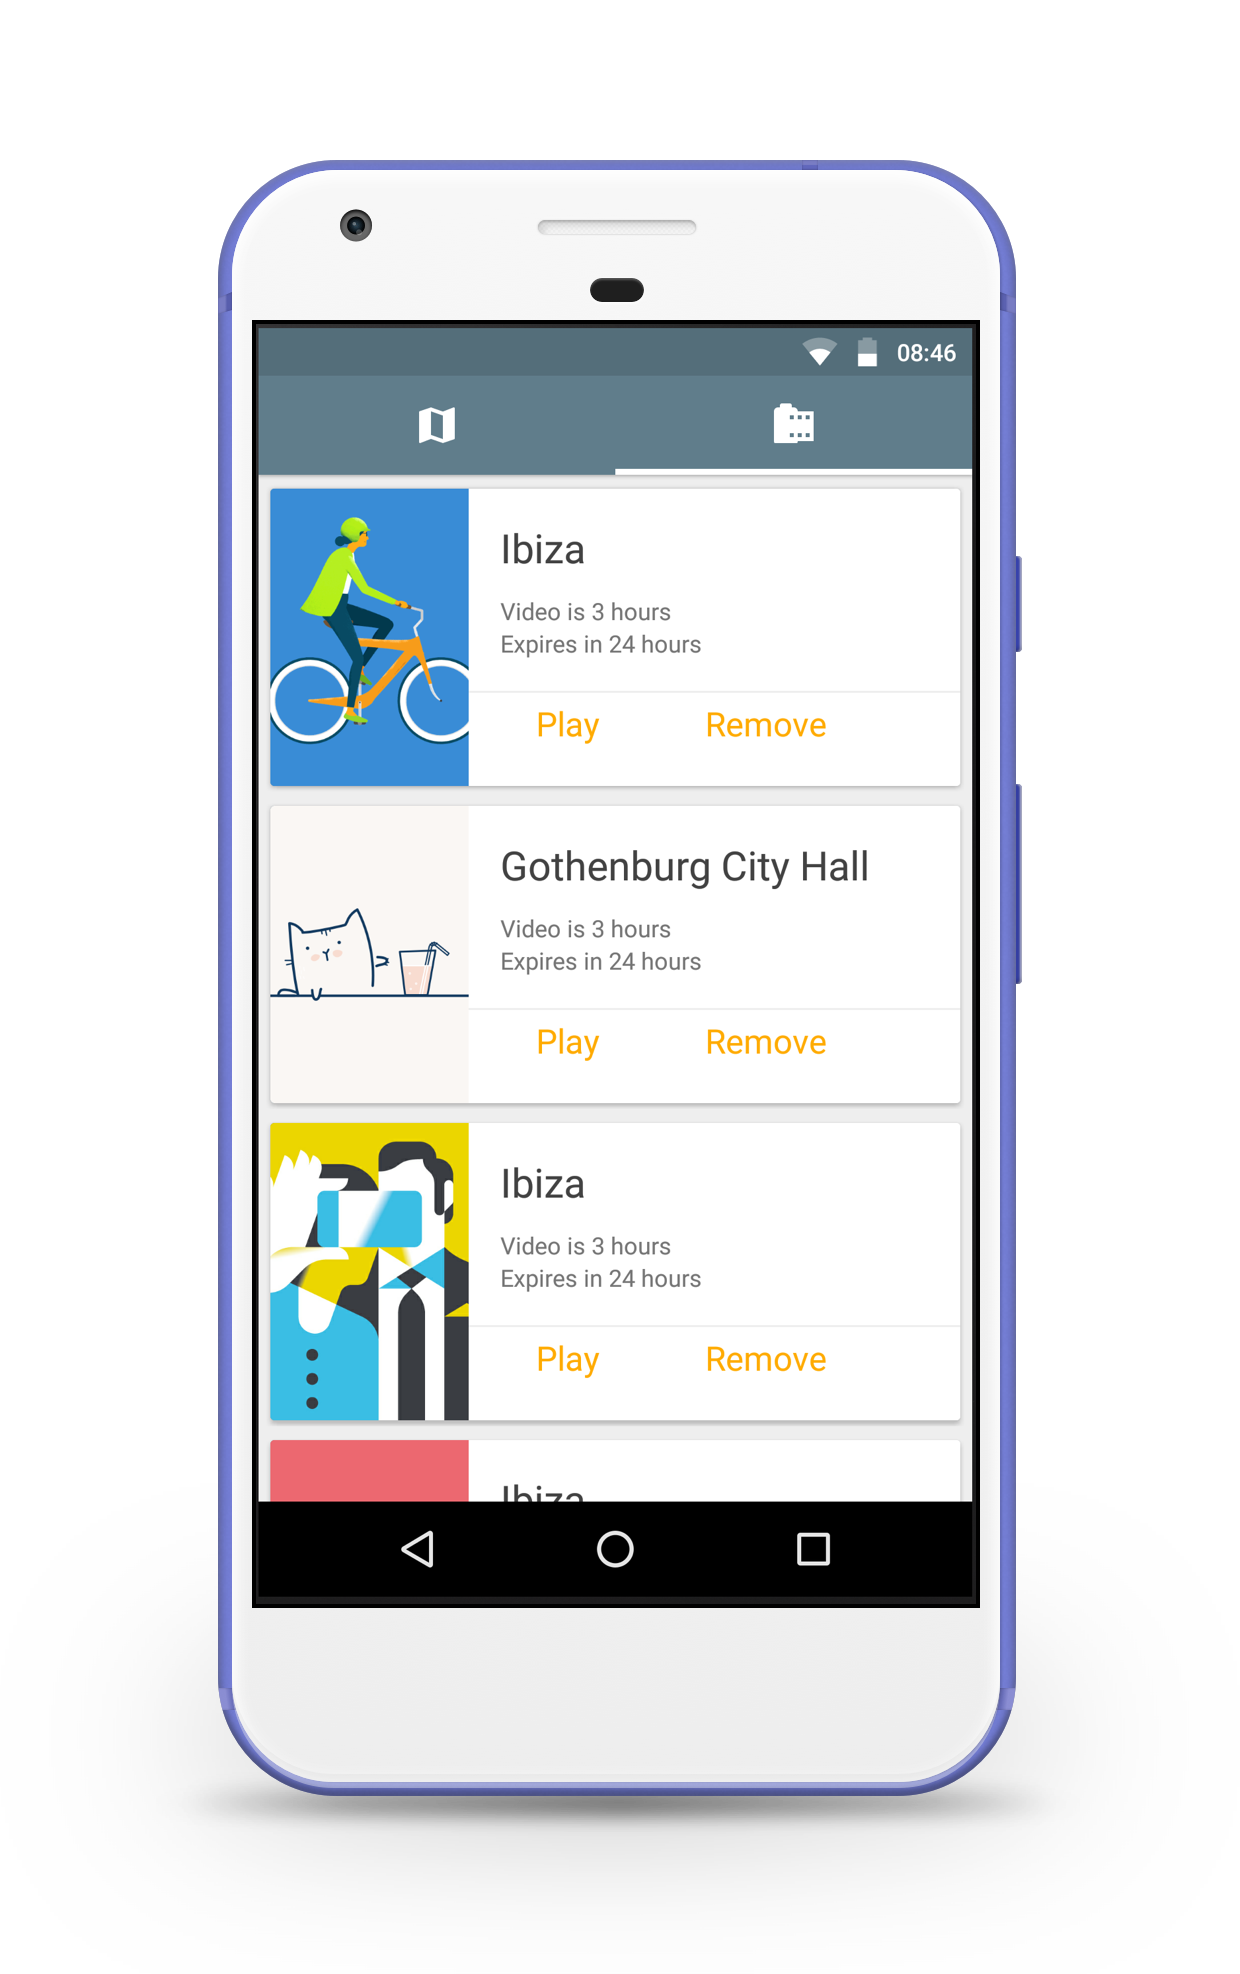 08:46
Ibiza
Video is 3 hours
Expires in 24 hours
Play Remove
Gothenburg City Hall
Video is 3 hours
Expires in 24 hours
Play Remove
Ibiza
Video is 3 hours
Expires in 24 hours
Play Remove
Ibiza